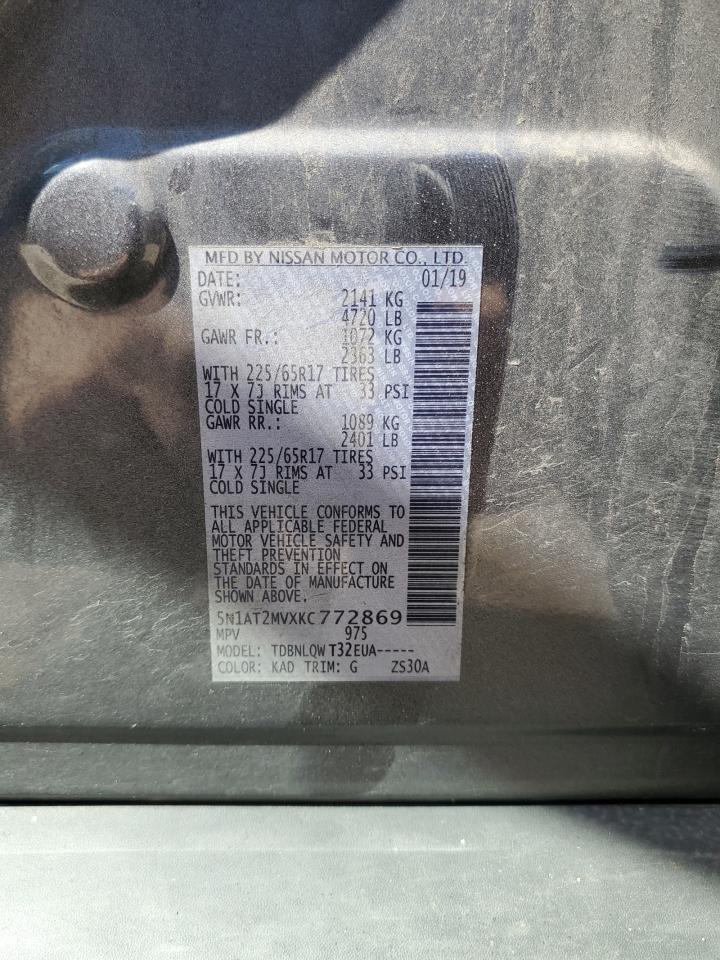 MFD BY NISSAN MOTOR CO., LTD.
DATE: 01/19
GVWR: 2141 KG
4720 LB
GAWR FR.: 1072 KG
2363 LB
WITH 225/65R17 TIRES
17 X 7J RIMS AT 33 PSI
COLD SINGLE
GAWR RR.: 1089 KG
2401 LB
WITH 225/65R17 TIRES
17 X 7J RIMS AT 33 PSI
COLD SINGLE
THIS VEHICLE CONFORMS TO
ALL APPLICABLE FEDERAL
MOTOR VEHICLE SAFETY AND
THEFT PREVENTION
STANDARDS IN EFFECT ON
THE DATE OF MANUFACTURE
SHOWN ABOVE.
5N1AT2MVXKC772869
MPV 975
MODEL: TDBNLQW T32EUA-----
COLOR: KAD TRIM: G ZS30A